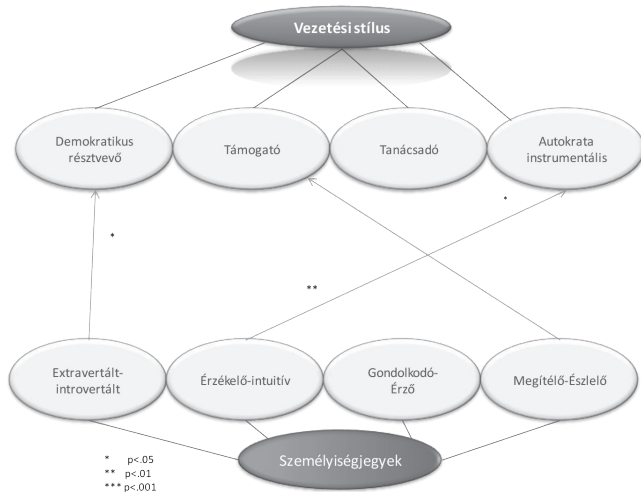 Vezetési stílus
Demokratikus
résztvevő
Támogató
Tanácsadó
Autokrata
instrumentális
*
*
**
Extravertált-
introvertált
Érzékelő-intuitív
Gondolkodó-
Érző
Megítélő-Észlelő
Személyiségjegyek
* p<.05
** p<.01
*** p<.001